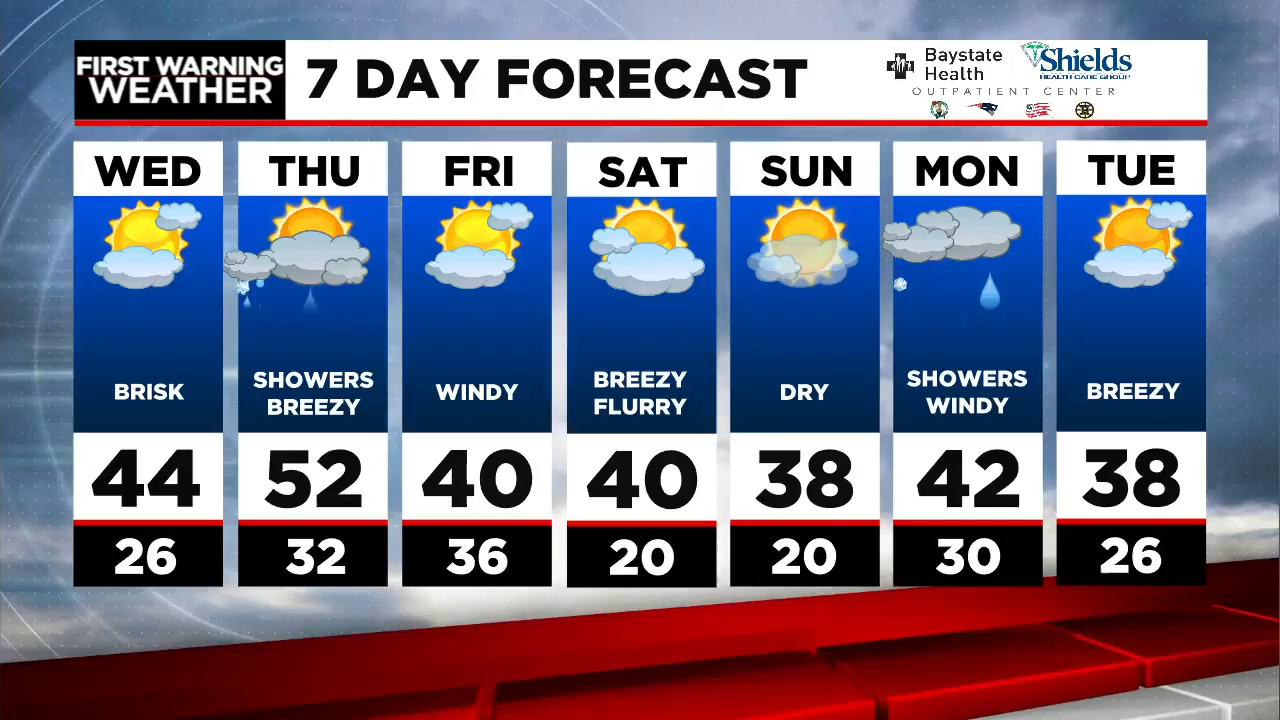 FIRST WARNING
WEATHER
7 DAY FORECAST
Baystate
Health
Shields
HEALTH CARE GROUP
OUTPATIENT CENTER
WED
THU
FRI
SAT
SUN
MON
TUE
BRISK
SHOWERS
BREEZY
WINDY
BREEZY
FLURRY
DRY
SHOWERS
WINDY
BREEZY
44
52
40
40
38
42
38
26
32
36
20
20
30
26